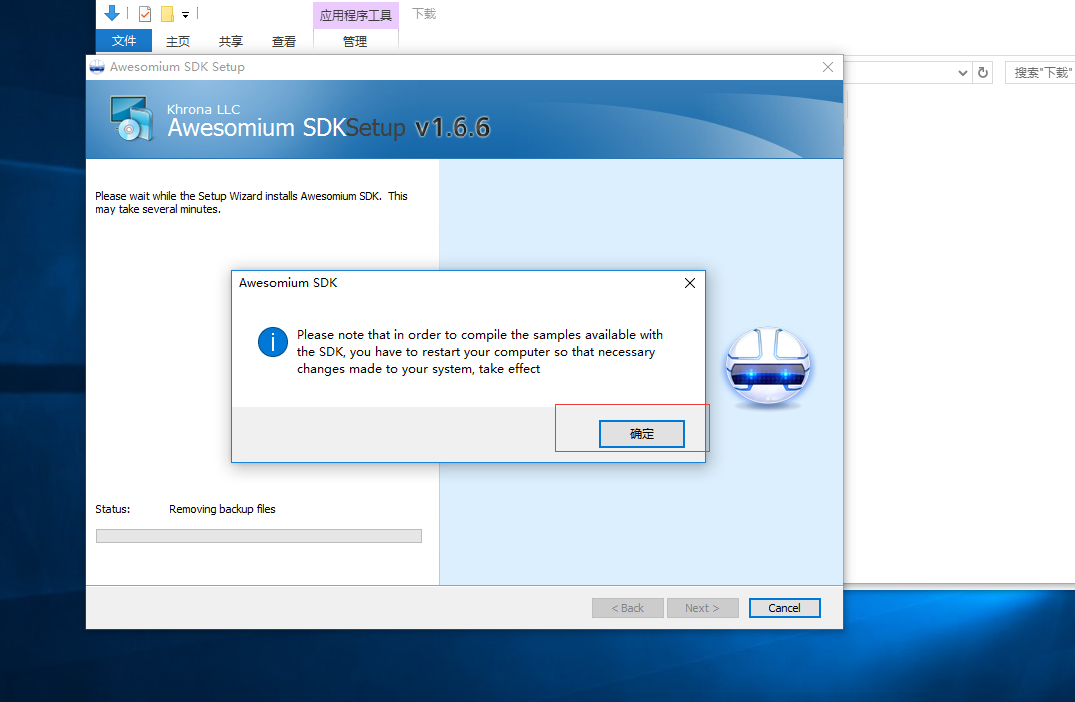 应用程序工具
下载
文件
主页
共享
查看
管理
Awesomium SDK Setup
搜索"下载"
Khrona LLC
Awesomium SDKSetup v1.6.6
Please wait while the Setup Wizard installs Awesomium SDK. This
may take several minutes.
Awesomium SDK
Please note that in order to compile the samples available with
the SDK, you have to restart your computer so that necessary
changes made to your system, take effect
确定
Status:
Removing backup files
< Back
Next >
Cancel